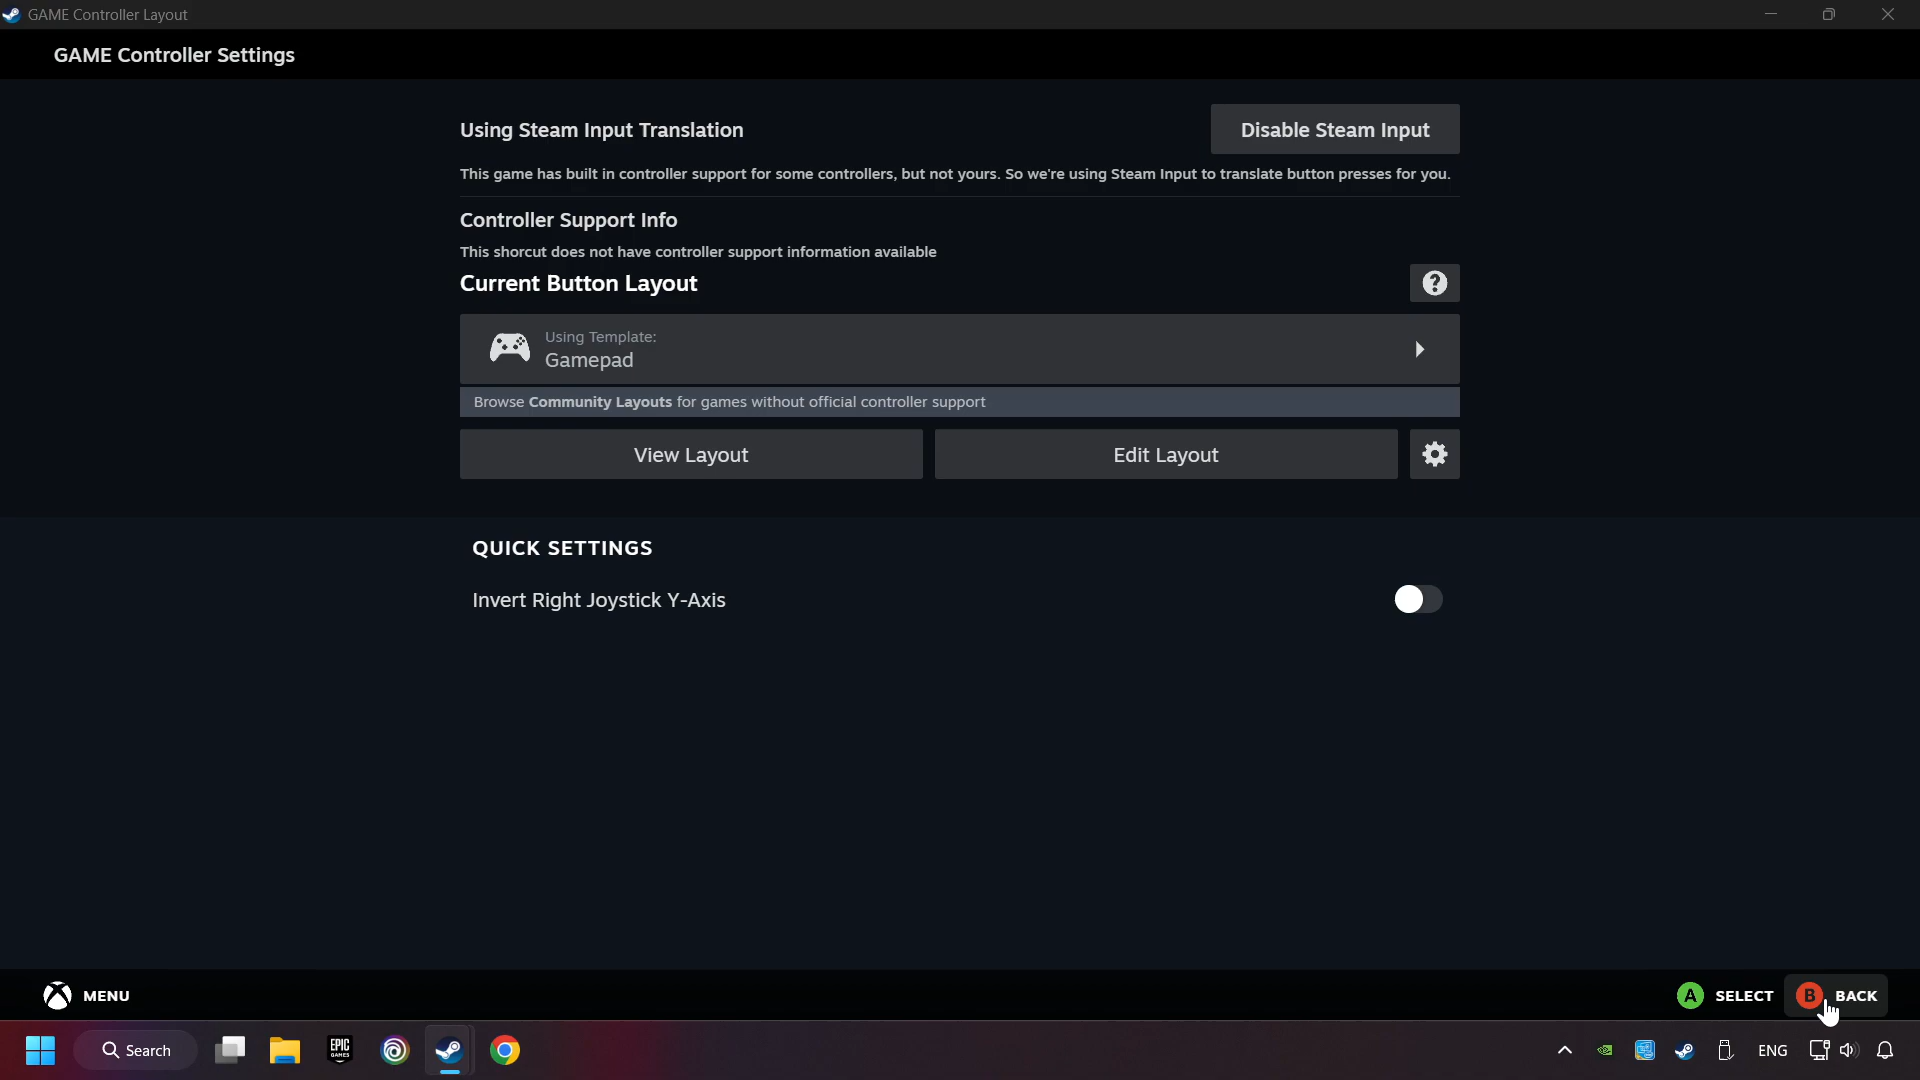 GAME Controller Layout
GAME Controller Settings
Using Steam Input Translation
Disable Steam Input
This game has built in controller support for some controllers, but not yours. So we're using Steam Input to translate button presses for you.
Controller Support Info
This shorcut does not have controller support information available
Current Button Layout
?
Using Template:
Gamepad
Browse Community Layouts for games without official controller support
View Layout
Edit Layout
QUICK SETTINGS
Invert Right Joystick Y-Axis
MENU
A SELECT
B BACK
Search
EPIC GAMES
ENG